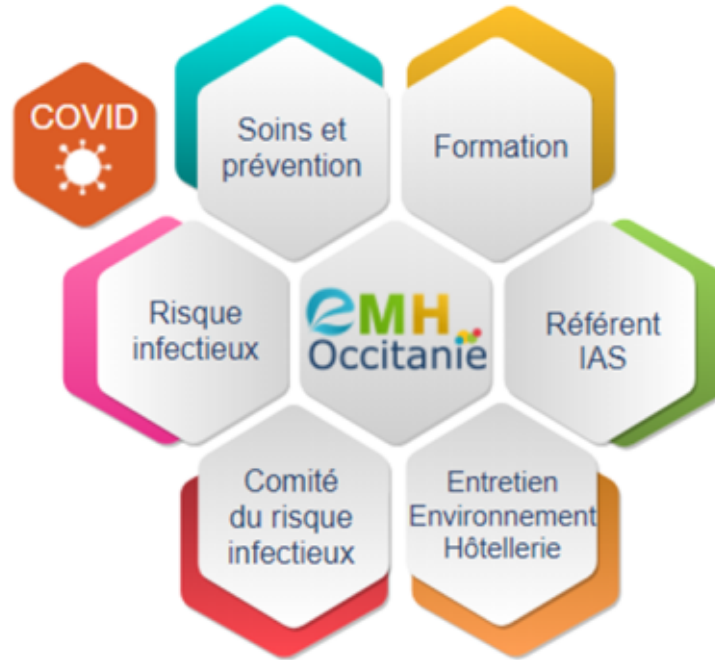 COVID
Soins et
prévention
Formation
Risque
infectieux
eMH
Occitanie
Référent
IAS
Comité
du risque
infectieux
Entretien
Environnement
Hôtellerie